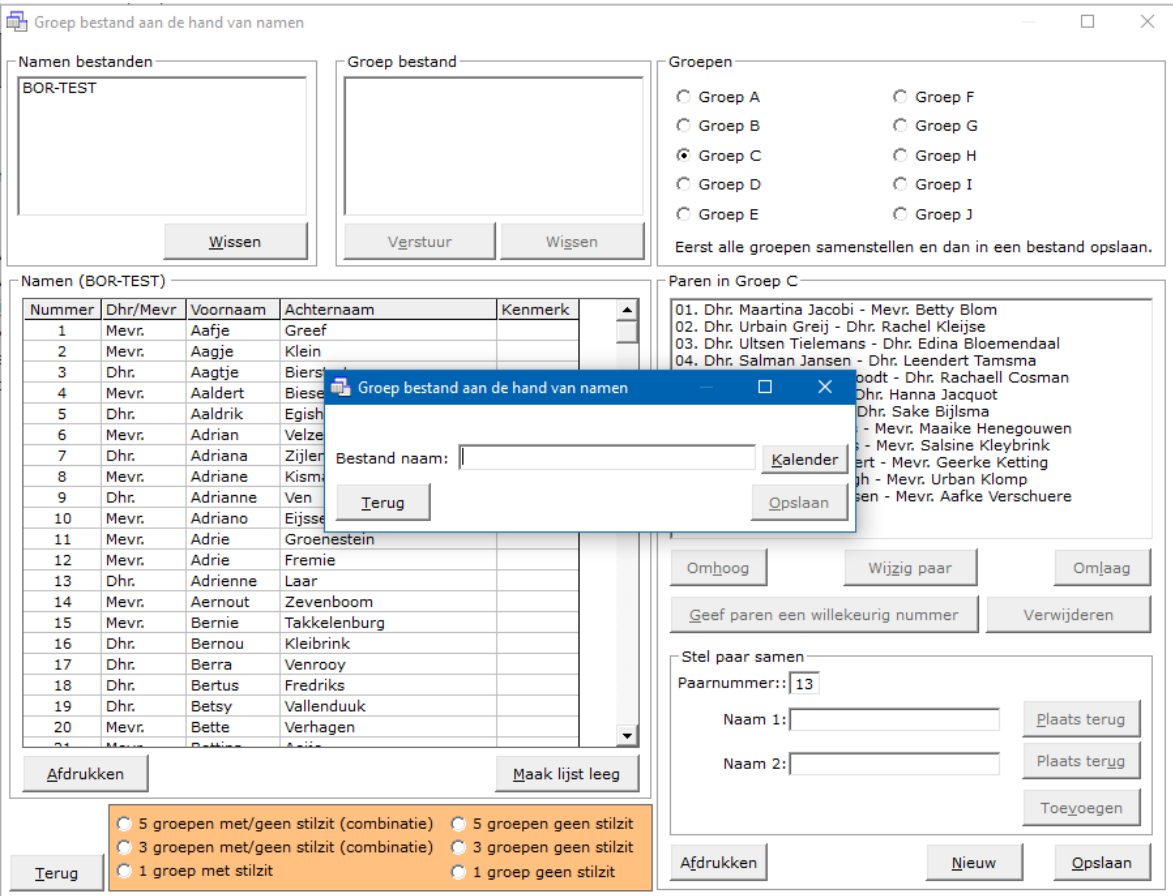 Groep bestand aan de hand van namen
Namen bestanden
BOR-TEST
Wissen
Groep bestand
Verstuur Wissen
Groepen
Groep A Groep F
Groep B Groep G
Groep C Groep H
Groep D Groep I
Groep E Groep J
Eerst alle groepen samenstellen en dan in een bestand opslaan.
Namen (BOR-TEST)
Nummer Dhr/Mevr Voornaam Achternaam Kenmerk
1 Mevr. Aafje Greef
2 Mevr. Aagje Klein
3 Dhr. Aagtje
4 Mevr. Aaldert
5 Dhr. Aaldrik
6 Mevr. Adrian
7 Dhr. Adriana
8 Mevr. Adriane
9 Dhr. Adrianne Ven
10 Mevr. Adriano
11 Mevr. Adrie Groenestein
12 Mevr. Adrie Fremie
13 Dhr. Adrienne Laar
14 Mevr. Aernout Zevenboom
15 Mevr. Bernie Takkelenburg
16 Dhr. Bernou Kleibrink
17 Dhr. Berra Venrooy
18 Dhr. Bertus Fredriks
19 Dhr. Betsy Vallenduuk
20 Mevr. Bette Verhagen
Afdrukken Maak lijst leeg
Groep bestand aan de hand van namen
Bestand naam: Kalender
Terug Opslaan
Paren in Groep C
01. Dhr. Maartina Jacobi - Mevr. Betty Blom
02. Dhr. Urbain Greij - Dhr. Rachel Kleijse
03. Dhr. Ultsen Tielemans - Dhr. Edina Bloemendaal
04. Dhr. Salman Jansen - Dhr. Leendert Tamsma
- Dhr. Rachaell Cosman
Dhr. Hanna Jacquot
Dhr. Sake Bijlsma
- Mevr. Maaike Henegouwen
- Mevr. Salsine Kleybrink
- Mevr. Geerke Ketting
- Mevr. Urban Klomp
- Mevr. Aafke Verschuere
Omhoog Wijzig paar Omlaag
Geef paren een willekeurig nummer Verwijderen
Stel paar samen
Paarnummer:: 13
Naam 1: Plaats terug
Naam 2: Plaats terug
Toevoegen
Afdrukken Nieuw Opslaan
5 groepen met/geen stilzit (combinatie) 5 groepen geen stilzit
3 groepen met/geen stilzit (combinatie) 3 groepen geen stilzit
1 groep met stilzit 1 groep geen stilzit
Terug